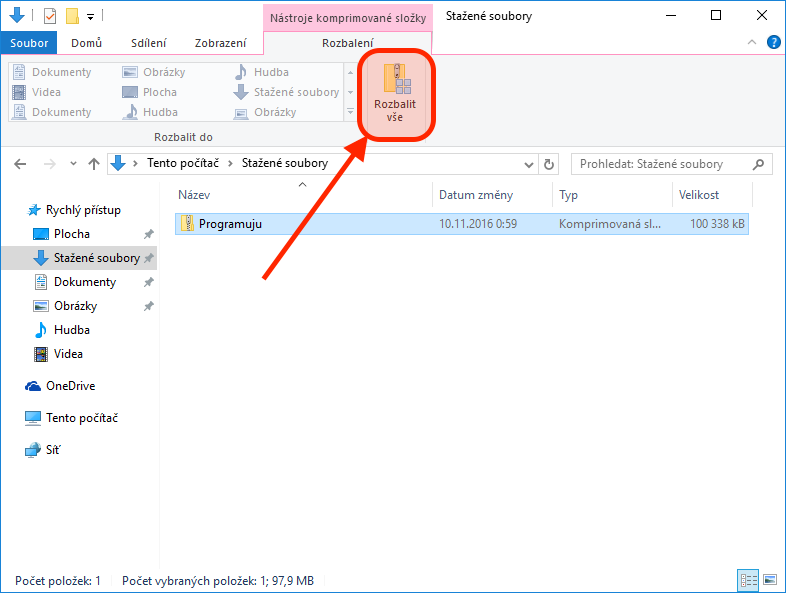 Nástroje komprimované složky
Stažené soubory
Soubor Domů Sdílení Zobrazení Rozbalení
Dokumenty Obrázky Hudba
Videa Plocha Stažené soubory
Dokumenty Hudba Obrázky
Rozbalit
vše
Rozbalit do
Tento počítač Stažené soubory
Prohledat: Stažené soubory
Název Datum změny Typ Velikost
Programuju 10.11.2016 0:59 Komprimovaná sl... 100 338 kB
Rychlý přístup
Plocha
Stažené soubory
Dokumenty
Obrázky
Hudba
Videa
OneDrive
Tento počítač
Síť
Počet položek: 1 Počet vybraných položek: 1; 97,9 MB